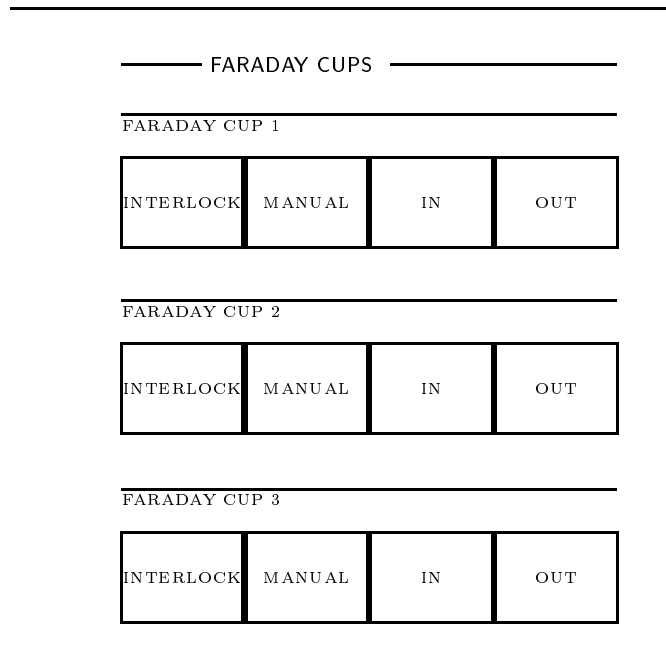 FARADAY CUPS
FARADAY CUP 1
INTERLOCK MANUAL IN OUT
FARADAY CUP 2
INTERLOCK MANUAL IN OUT
FARADAY CUP 3
INTERLOCK MANUAL IN OUT